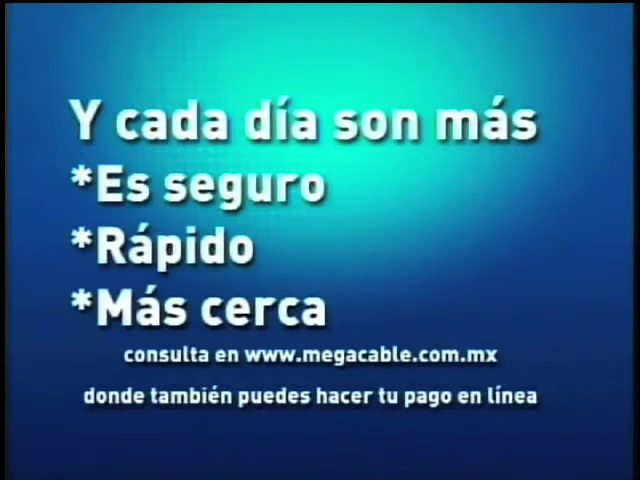 Y cada día son más
*Es seguro
*Rápido
*Más cerca
consulta en www.megacable.com.mx
donde también puedes hacer tu pago en línea